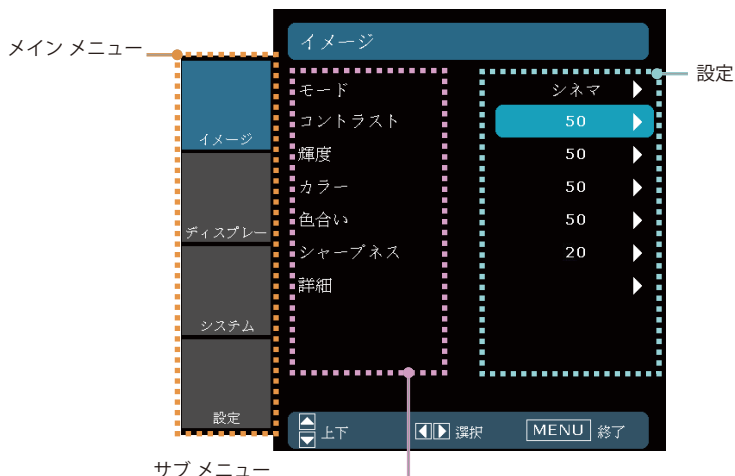 メイン メニュー
イメージ
設定
モード
シネマ
コントラスト
50
イメージ
輝度
50
カラー
50
色合い
50
ディスプレー
シャープネス
20
詳細
システム
設定
上下
選択
MENU 終了
サブ メニュー